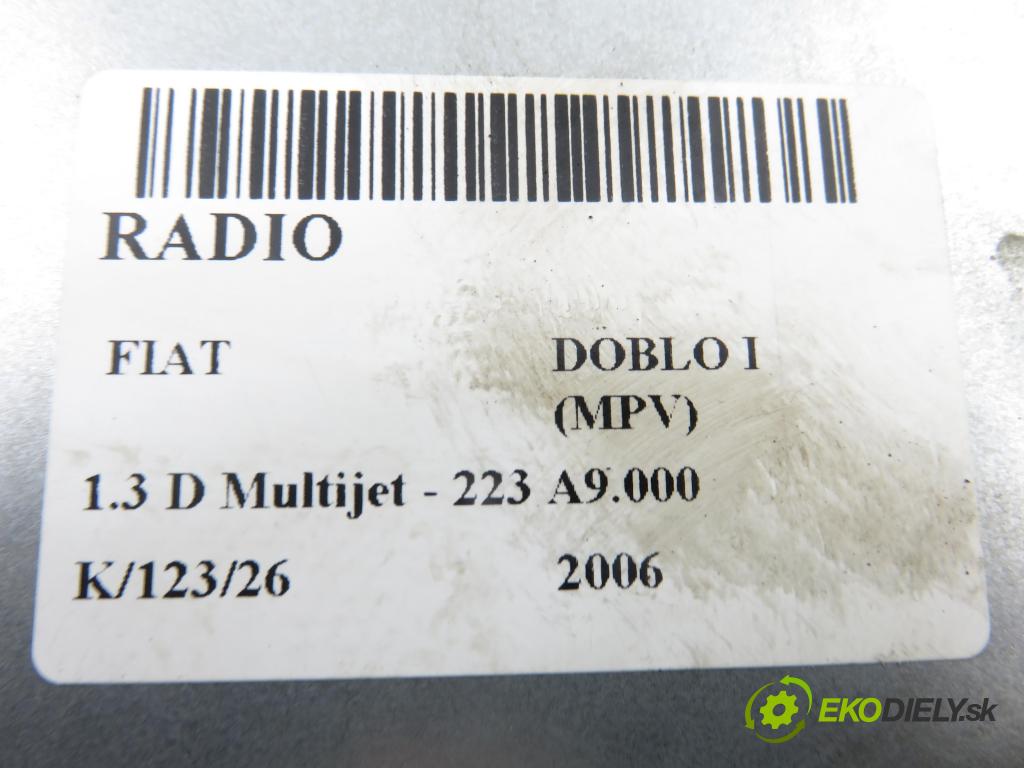 RADIO
FIAT DOBLO I
(MPV)
1.3 D Multijet - 223 A9.000
K/123/26 2006
EKODIELY.sk